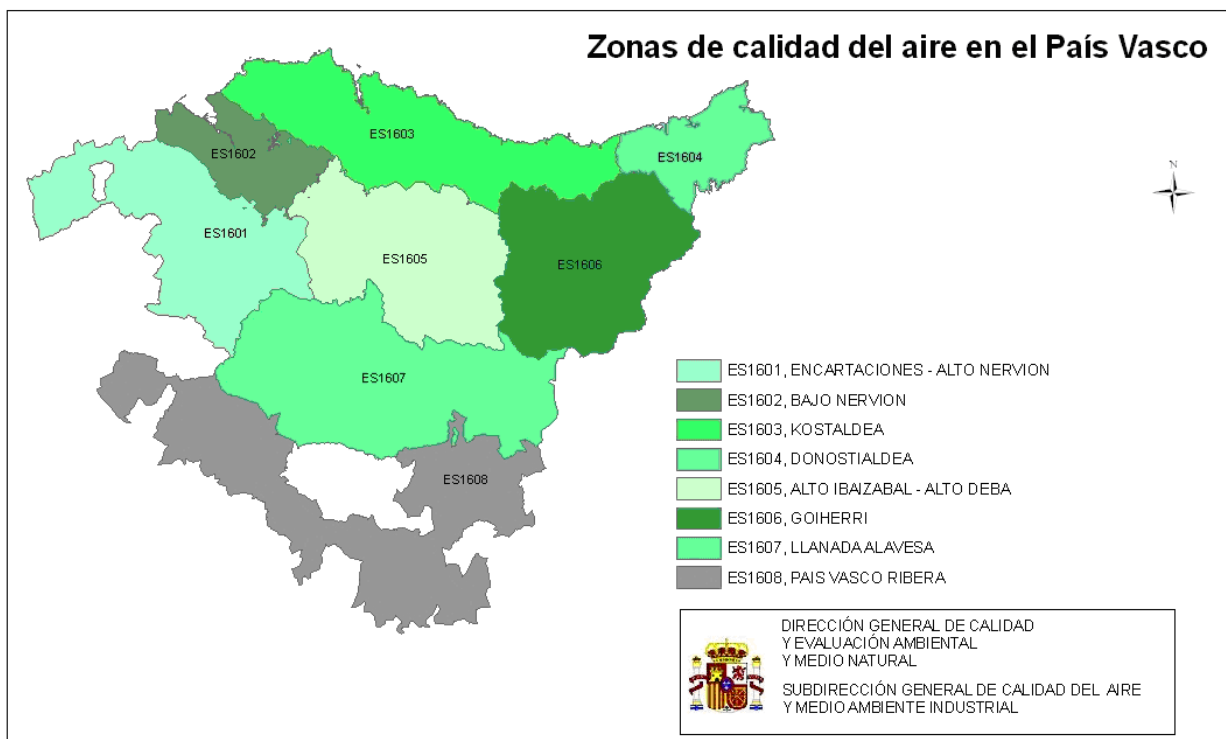 Zonas de calidad del aire en el País Vasco
N
ES1603
ES1604
ES1602
ES1601
ES1605
ES1606
ES1607
ES1608
ES1601, ENCARTACIONES - ALTO NERVION
ES1602, BAJO NERVION
ES1603, KOSTALDEA
ES1604, DONOSTIALDEA
ES1605, ALTO IBAIZABAL - ALTO DEBA
ES1606, GOIHERRI
ES1607, LLANADA ALAVESA
ES1608, PAIS VASCO RIBERA
DIRECCIÓN GENERAL DE CALIDAD
Y EVALUACIÓN AMBIENTAL
Y MEDIO NATURAL
SUBDIRECCIÓN GENERAL DE CALIDAD DEL AIRE
Y MEDIO AMBIENTE INDUSTRIAL